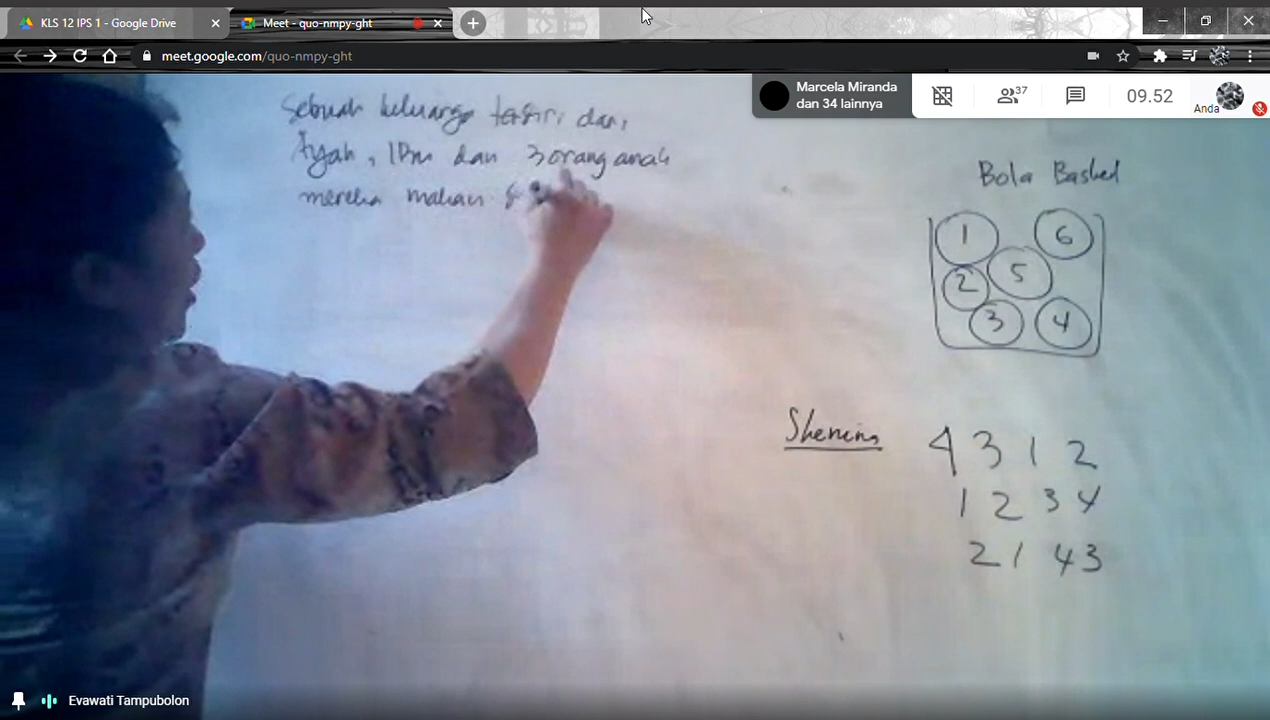 KLS 12 IPS 1 - Google Drive
Meet - quo-nmpy-ght
meet.google.com/quo-nmpy-ght
Marcela Miranda
dan 34 lainnya
37
09.52
Anda
Sebuah keluarga terdiri dari
Ayah, Ibu dan 3 orang anak
mereka makan
Bola Basked
1 6
5
2
3 4
Shenina 4 3 1 2
1 2 3 4
2 1 4 3
Evawati Tampubolon